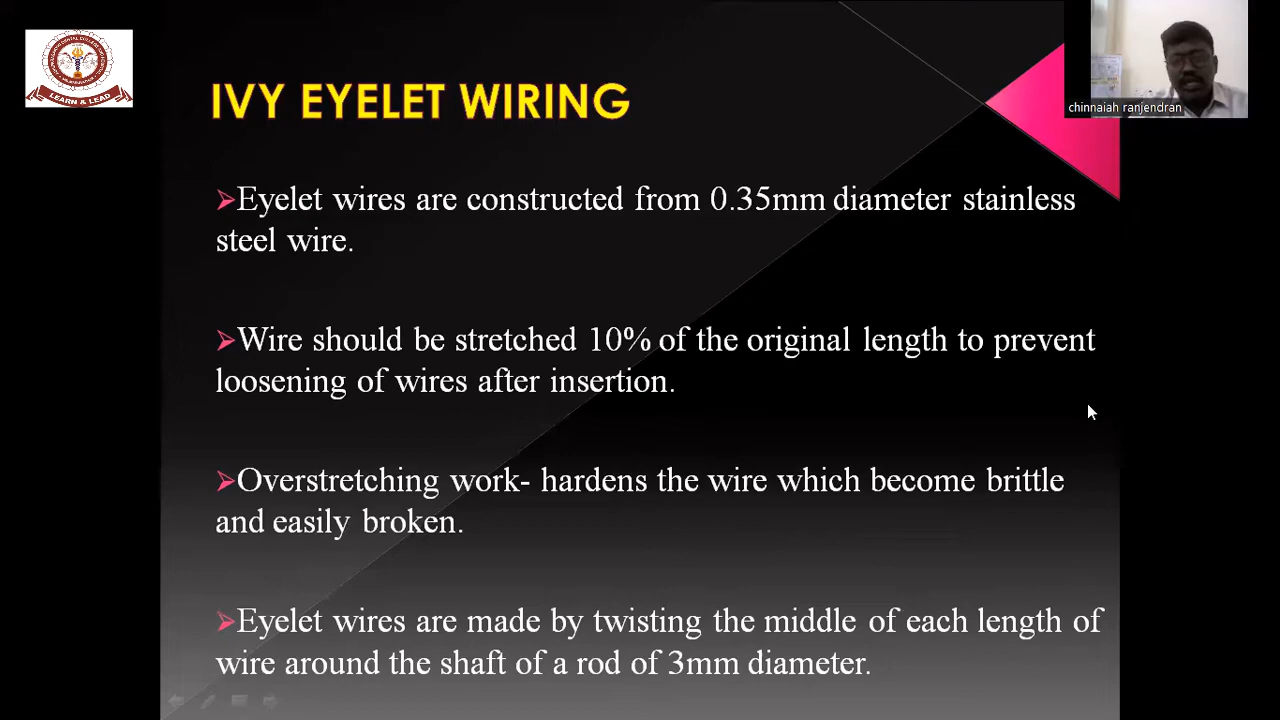 LEARN & LEAD
IVY EYELET WIRING
chinnaiah ranjendran
➢Eyelet wires are constructed from 0.35mm diameter stainless
steel wire.
➢Wire should be stretched 10% of the original length to prevent
loosening of wires after insertion.
➢Overstretching work- hardens the wire which become brittle
and easily broken.
➢Eyelet wires are made by twisting the middle of each length of
wire around the shaft of a rod of 3mm diameter.